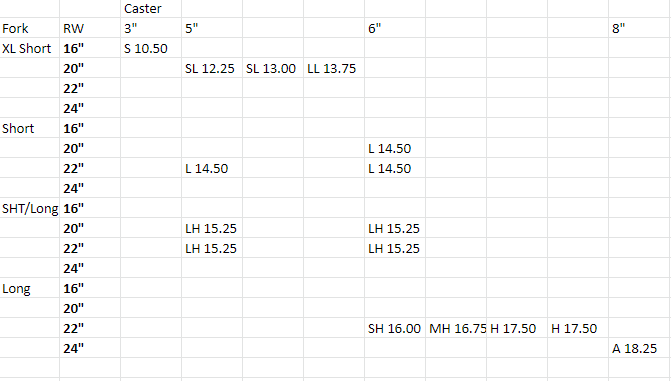 Caster
Fork RW 3" 5" 6" 8"
XL Short 16" S 10.50
20" SL 12.25 SL 13.00 LL 13.75
22"
24"
Short 16"
20" L 14.50
22" L 14.50 L 14.50
24"
SHT/Long 16"
20" LH 15.25 LH 15.25
22" LH 15.25 LH 15.25
24"
Long 16"
20"
22" SH 16.00 MH 16.75 H 17.50 H 17.50
24" A 18.25